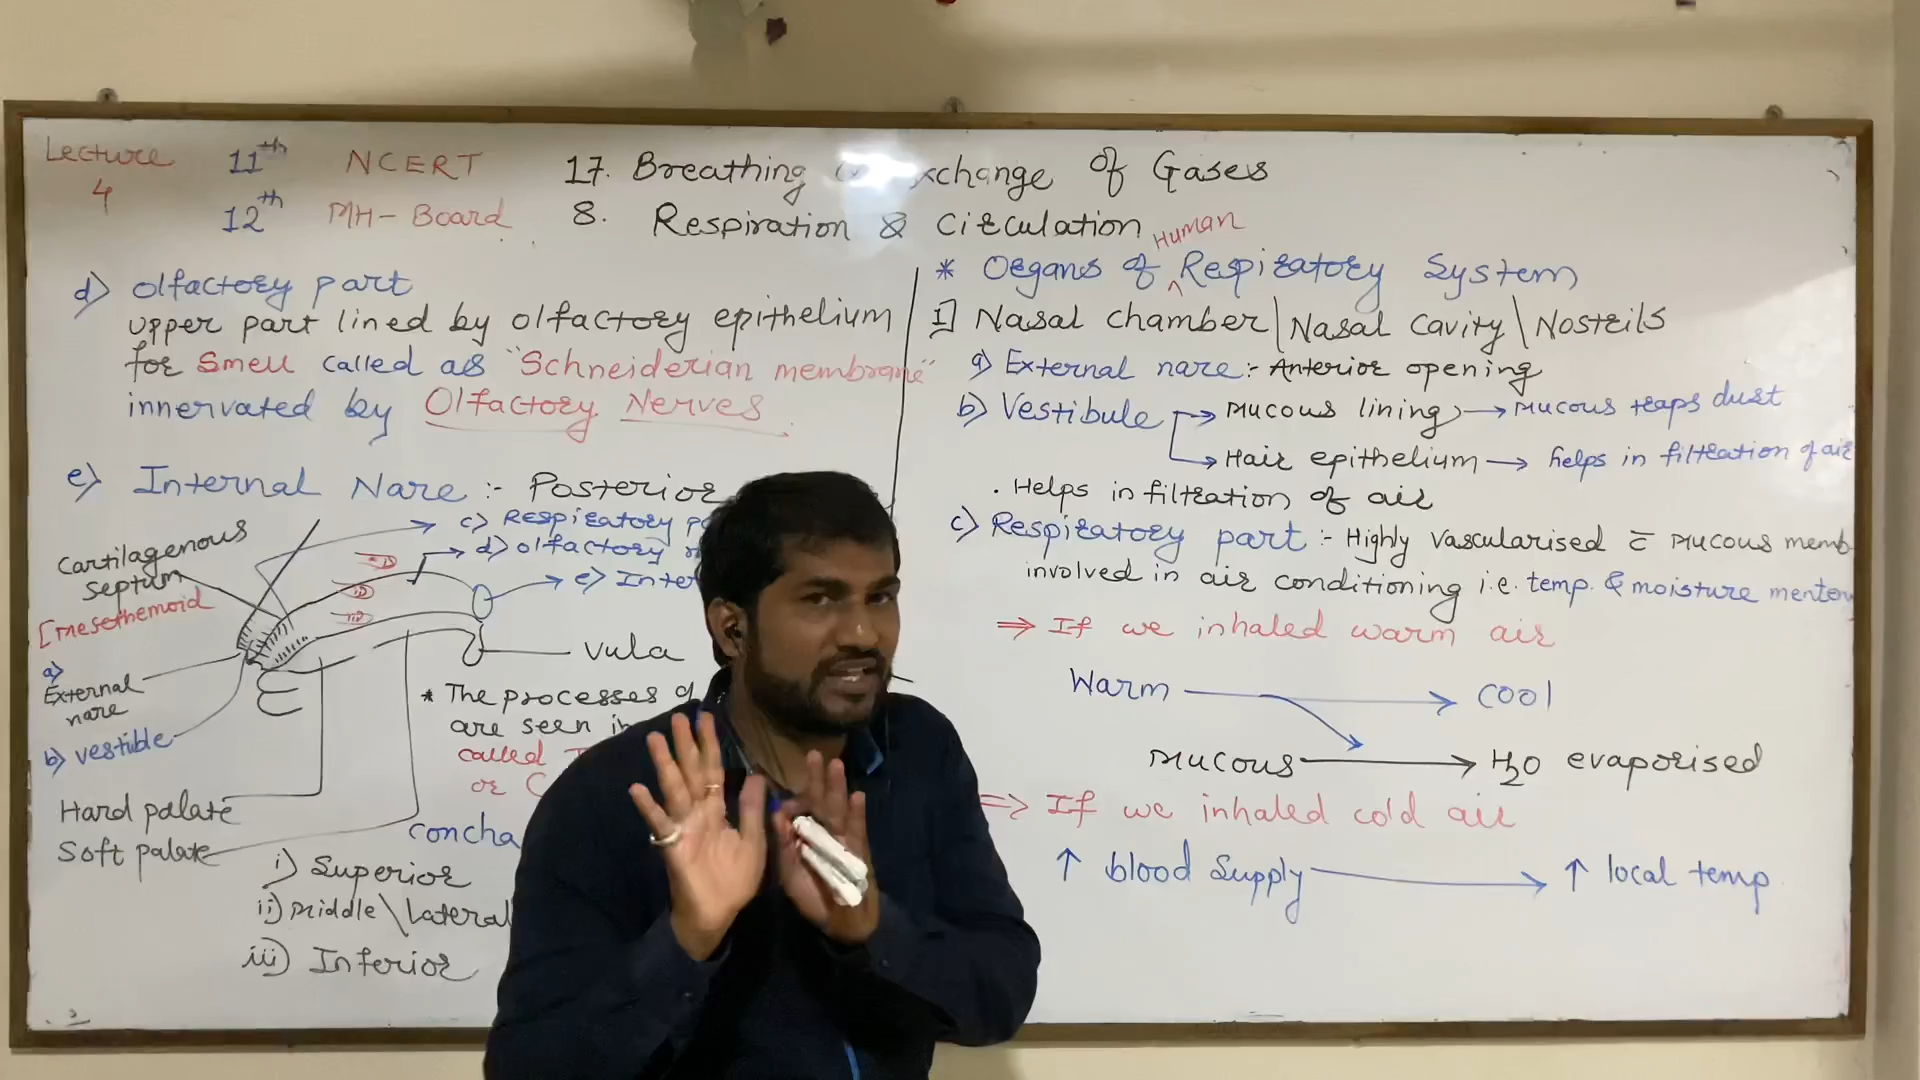 Lecture 4
11th NCERT 17. Breathing xchange of Gases
12th MH-Board 8. Respiration & Circulation
d) Olfactory part
Upper part lined by olfactory epithelium
for Smell called as "Schneiderian membrane"
innervated by Olfactory Nerves
e) Internal Nare :- Posterior
c) Respiratory p
d) olfactory
e) Inter
Cartilagenous
Septum
[mesethemoid
a)
External
nare
b) vestible
Hard palate
Soft palate
Vula
* The processes of
are seen in
called
or C
Concha
i) Superior
ii) Middle \ lateral
iii) Inferior
* Organs of Human Respiratory System
I] Nasal chamber | Nasal Cavity \ Nostrils
a) External nare :- Anterior opening
b) Vestibule → Mucous lining → Mucous traps dust
→ Hair epithelium → helps in filtration of air
. Helps in filtration of air
c) Respiratory part :- Highly vascularised c̄ Mucous memb
involved in air conditioning i.e. temp. & moisture menten
⇒ If we inhaled warm air
Warm → Cool
Mucous → H2O evaporised
⇒ If we inhaled cold air
↑ blood Supply → ↑ local temp.